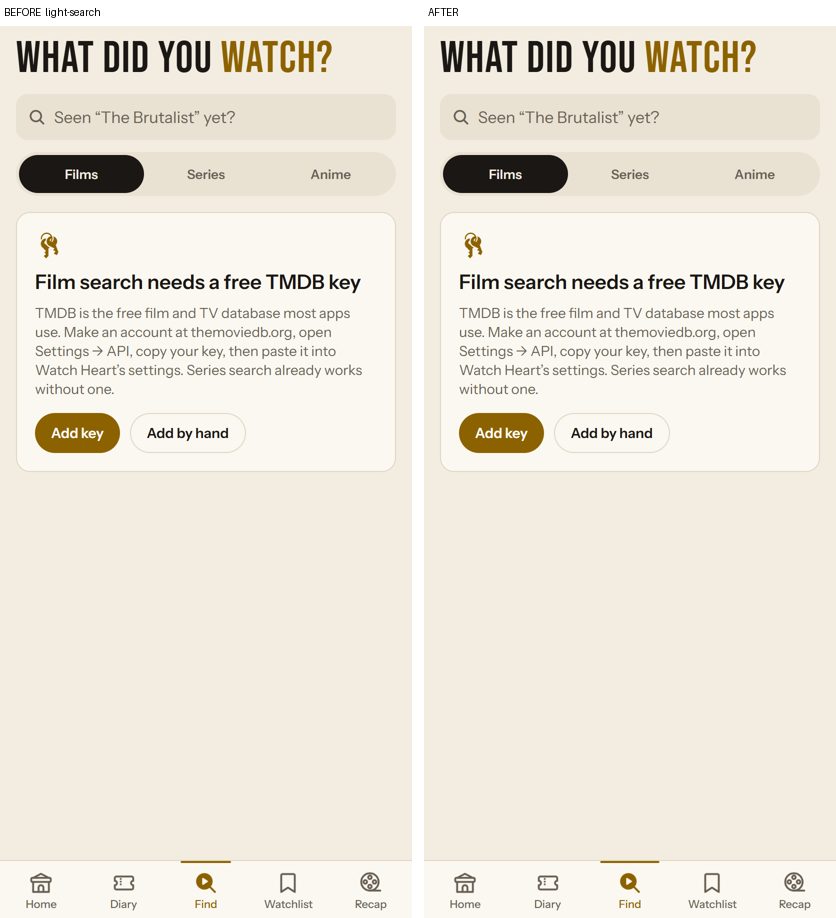 BEFORE light-search
WHAT DID YOU WATCH?
Seen “The Brutalist” yet?
Films Series Anime
Film search needs a free TMDB key
TMDB is the free film and TV database most apps
use. Make an account at themoviedb.org, open
Settings → API, copy your key, then paste it into
Watch Heart’s settings. Series search already works
without one.
Add key Add by hand
Home Diary Find Watchlist Recap
AFTER
WHAT DID YOU WATCH?
Seen “The Brutalist” yet?
Films Series Anime
Film search needs a free TMDB key
TMDB is the free film and TV database most apps
use. Make an account at themoviedb.org, open
Settings → API, copy your key, then paste it into
Watch Heart’s settings. Series search already works
without one.
Add key Add by hand
Home Diary Find Watchlist Recap